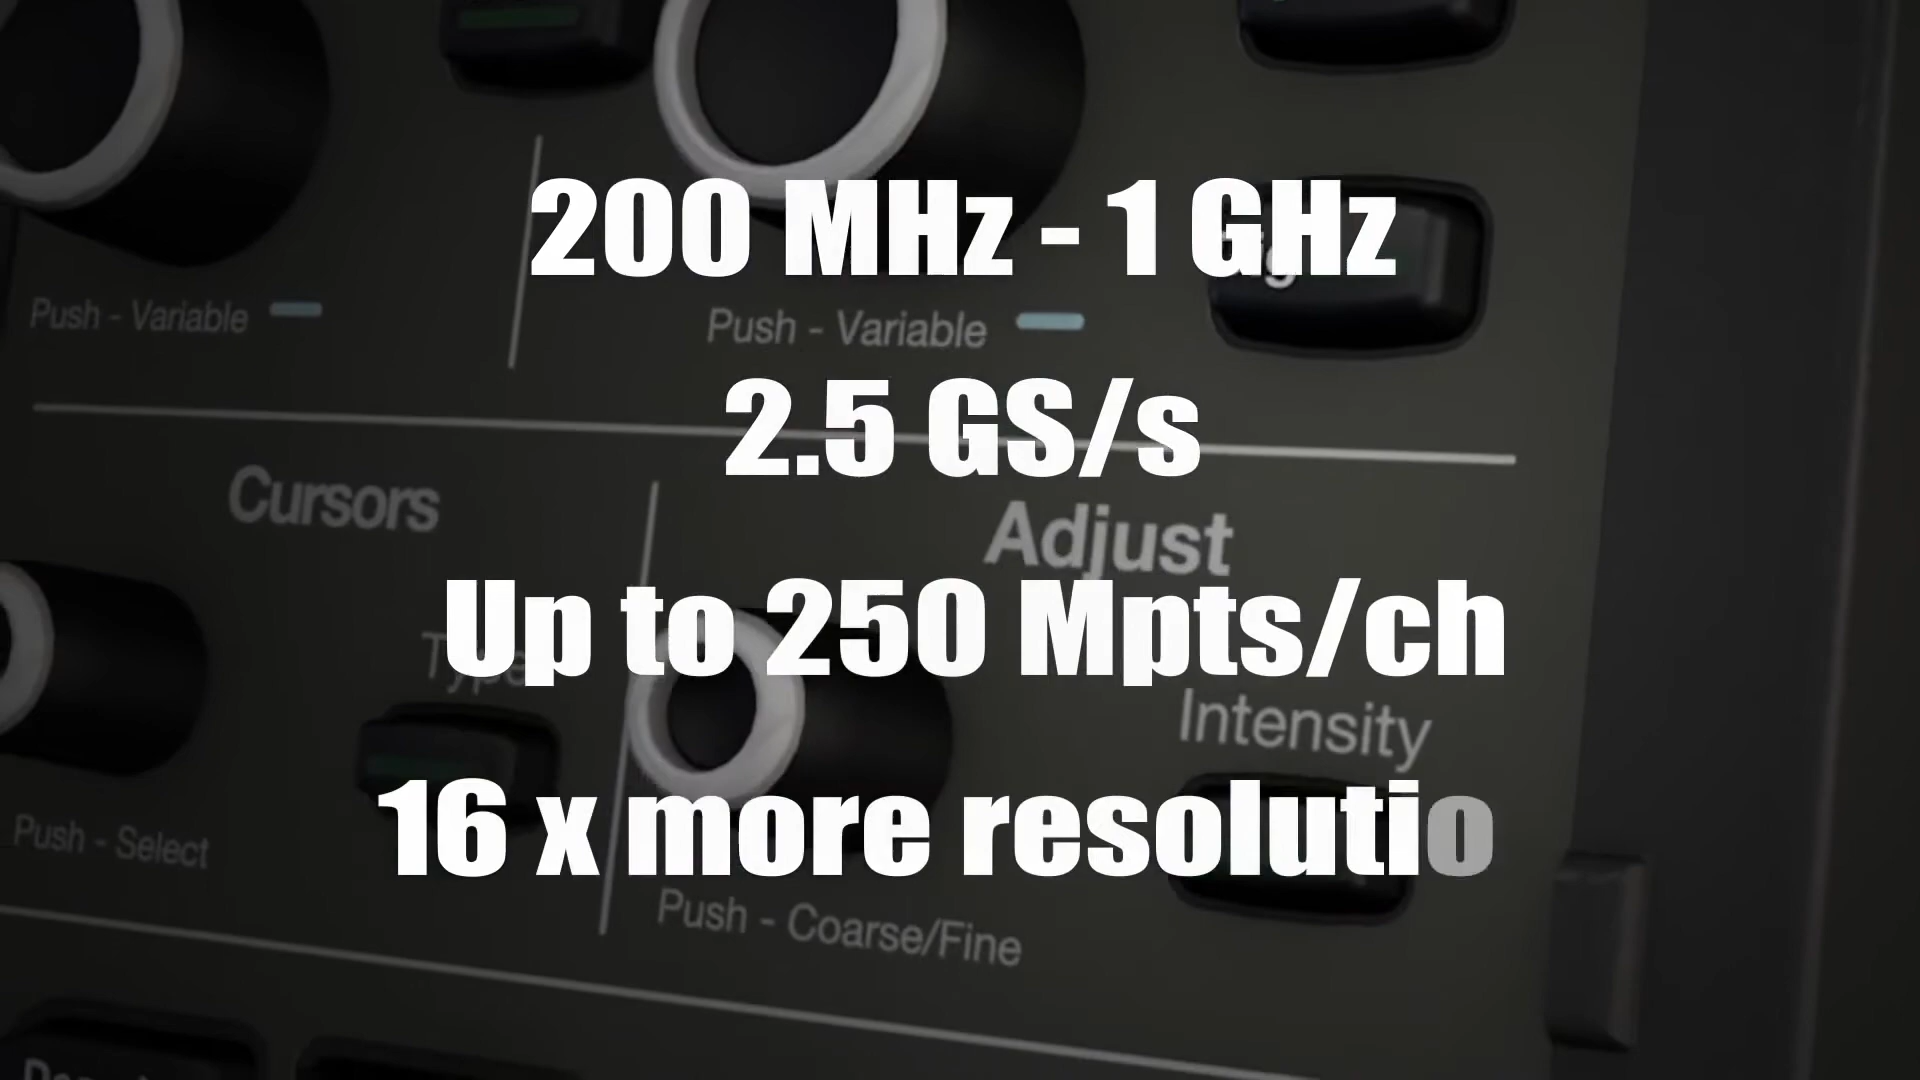 200 MHz - 1 GHz
Push - Variable
Push - Variable
2.5 GS/s
Cursors
Adjust
Up to 250 Mpts/ch
Type
Intensity
16 x more resolutio
Push - Select
Push - Coarse/Fine